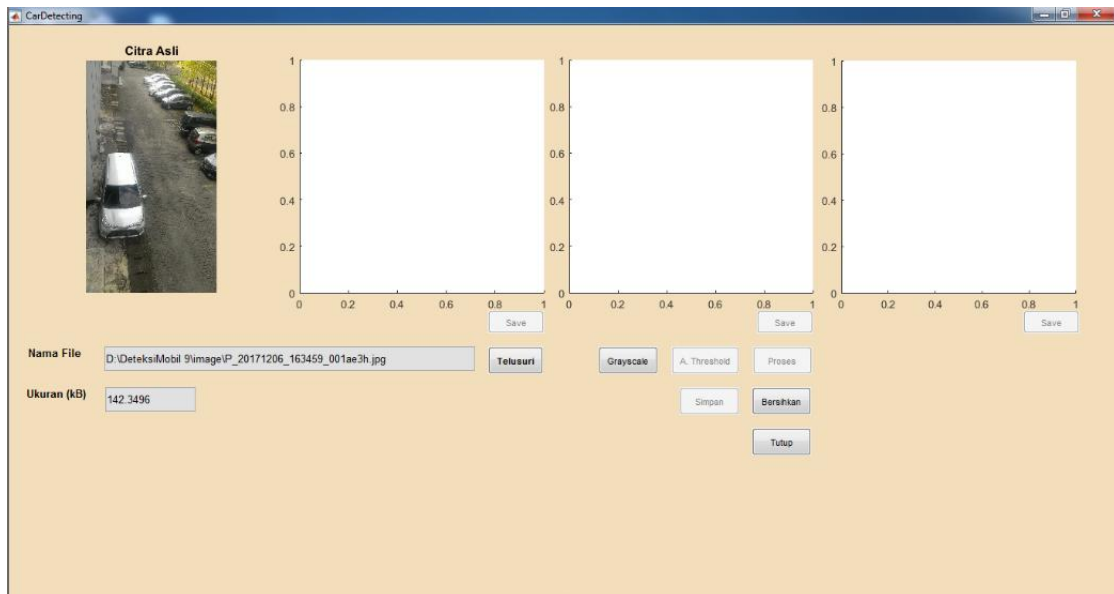 CarDetecting
Citra Asli
1
0.8
0.6
0.4
0.2
0
0 0.2 0.4 0.6 0.8 1
1
0.8
0.6
0.4
0.2
0
0 0.2 0.4 0.6 0.8 1
1
0.8
0.6
0.4
0.2
0
0 0.2 0.4 0.6 0.8 1
Save Save Save
Nama File D:\DeteksiMobil 9\image\P_20171206_163459_001ae3h.jpg Telusuri Grayscale A. Threshold Proses
Ukuran (kB) 142.3496 Simpan Bersihkan
Tutup